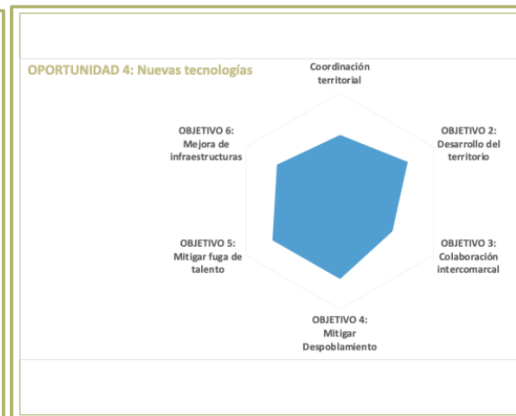 OPORTUNIDAD 4: Nuevas tecnologías
Coordinación
territorial
OBJETIVO 6:
Mejora de
infraestructuras
OBJETIVO 2:
Desarrollo del
territorio
OBJETIVO 5:
Mitigar fuga de
talento
OBJETIVO 3:
Colaboración
intercomarcal
OBJETIVO 4:
Mitigar
Despoblamiento